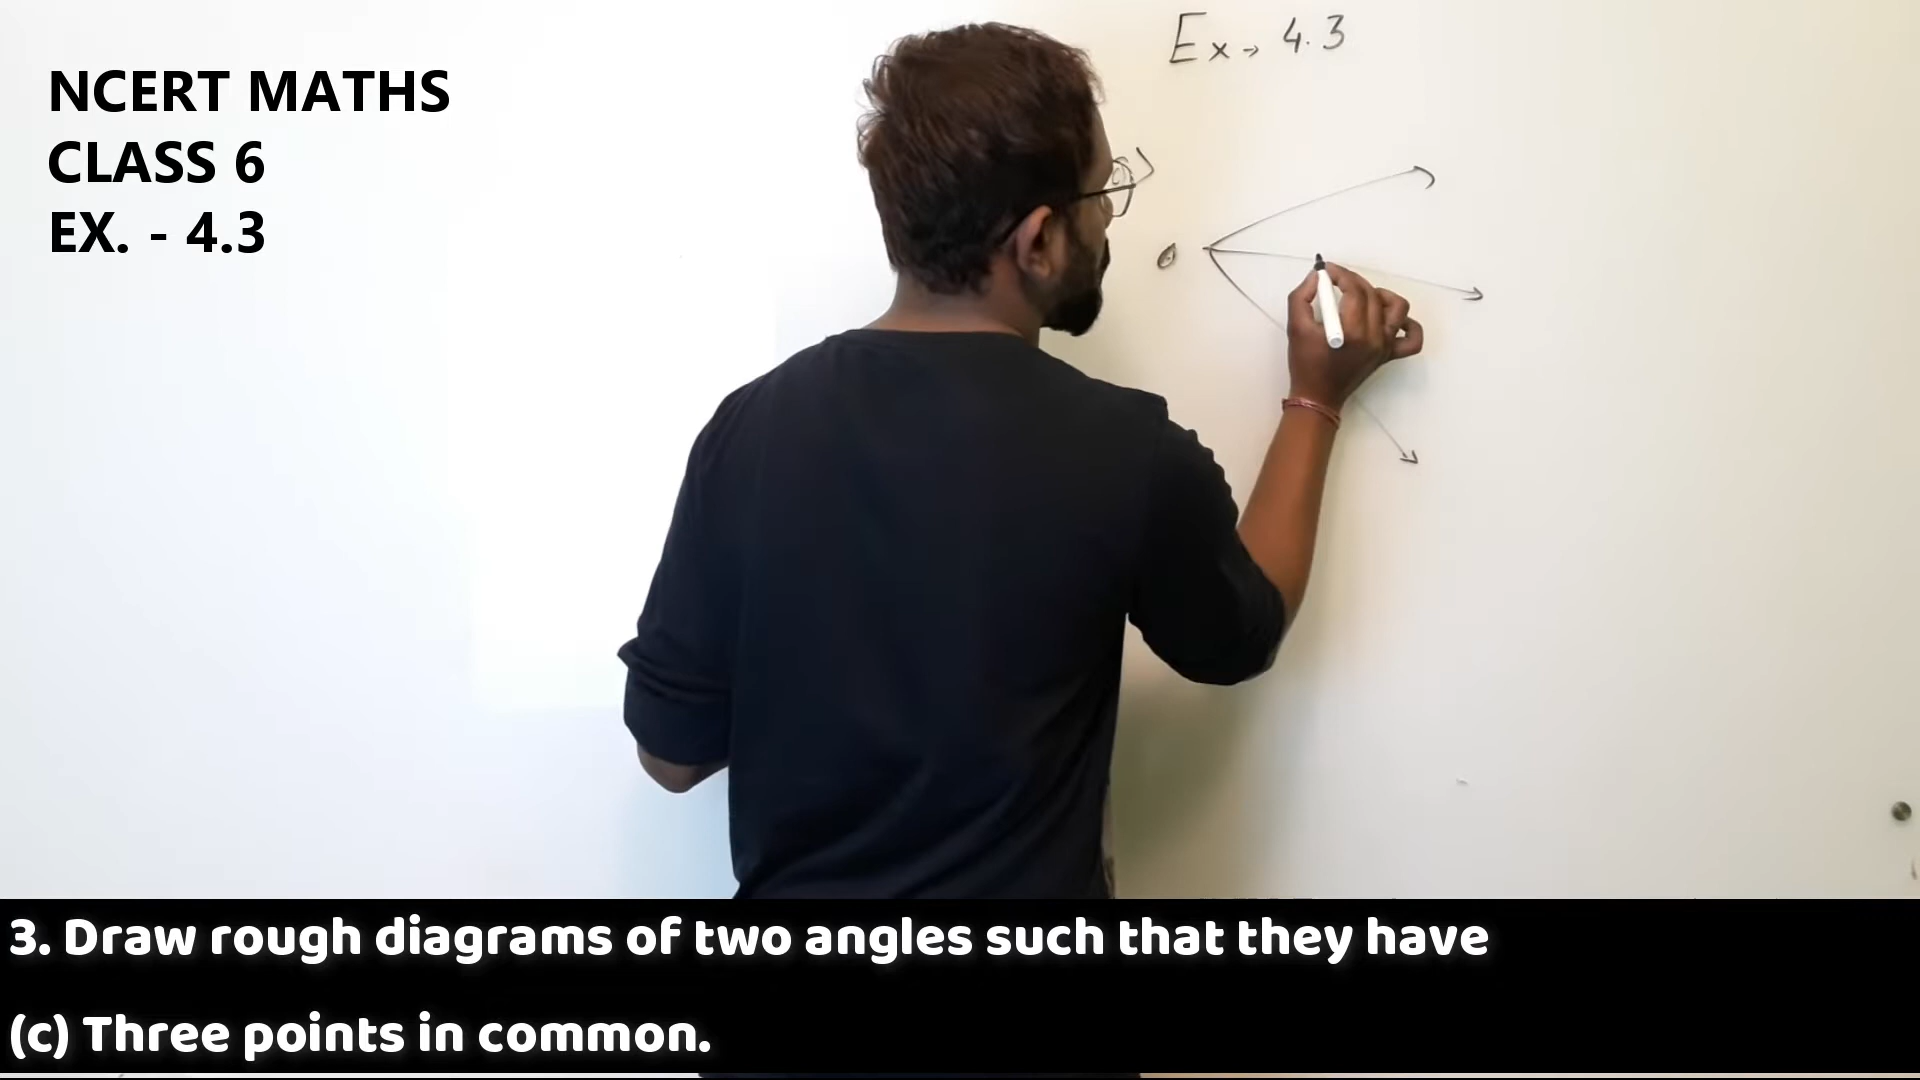 NCERT MATHS
CLASS 6
EX. - 4.3
Ex → 4.3
O
3. Draw rough diagrams of two angles such that they have
(c) Three points in common.